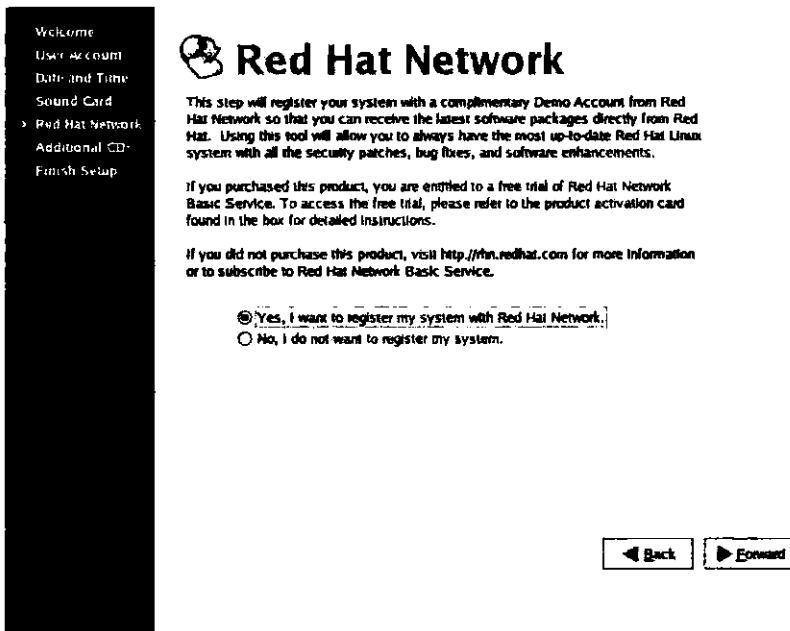 Welcome
User Account
Date and Time
Sound Card
Red Hat Network
Additional CDs
Finish Setup
Red Hat Network
This step will register your system with a complimentary Demo Account from Red
Hat Network so that you can receive the latest software packages directly from Red
Hat. Using this tool will allow you to always have the most up-to-date Red Hat Linux
system with all the security patches, bug fixes, and software enhancements.
If you purchased this product, you are entitled to a free trial of Red Hat Network
Basic Service. To access the free trial, please refer to the product activation card
found in the box for detailed instructions.
If you did not purchase this product, visit http://rhn.redhat.com for more information
or to subscribe to Red Hat Network Basic Service.
Yes, I want to register my system with Red Hat Network.
No, I do not want to register my system.
Back
Forward